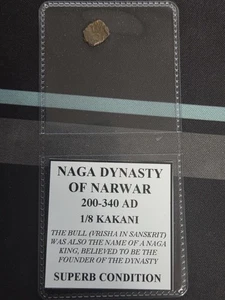 NAGA DYNASTY
OF NARWAR
200-340 AD
1/8 KAKANI
THE BULL (VRISHA IN SANSKRIT)
WAS ALSO THE NAME OF A NAGA
KING, BELIEVED TO BE THE
FOUNDER OF THE DYNASTY
SUPERB CONDITION